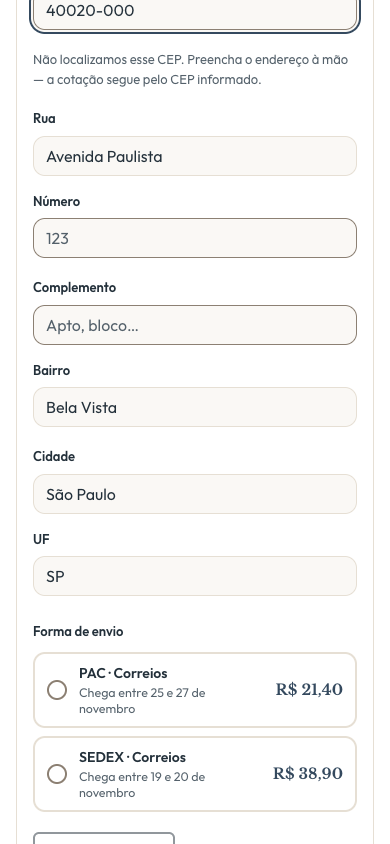 40020-000
Não localizamos esse CEP. Preencha o endereço à mão
— a cotação segue pelo CEP informado.
Rua
Avenida Paulista
Número
123
Complemento
Apto, bloco...
Bairro
Bela Vista
Cidade
São Paulo
UF
SP
Forma de envio
PAC · Correios
Chega entre 25 e 27 de
novembro
R$ 21,40
SEDEX · Correios
Chega entre 19 e 20 de
novembro
R$ 38,90